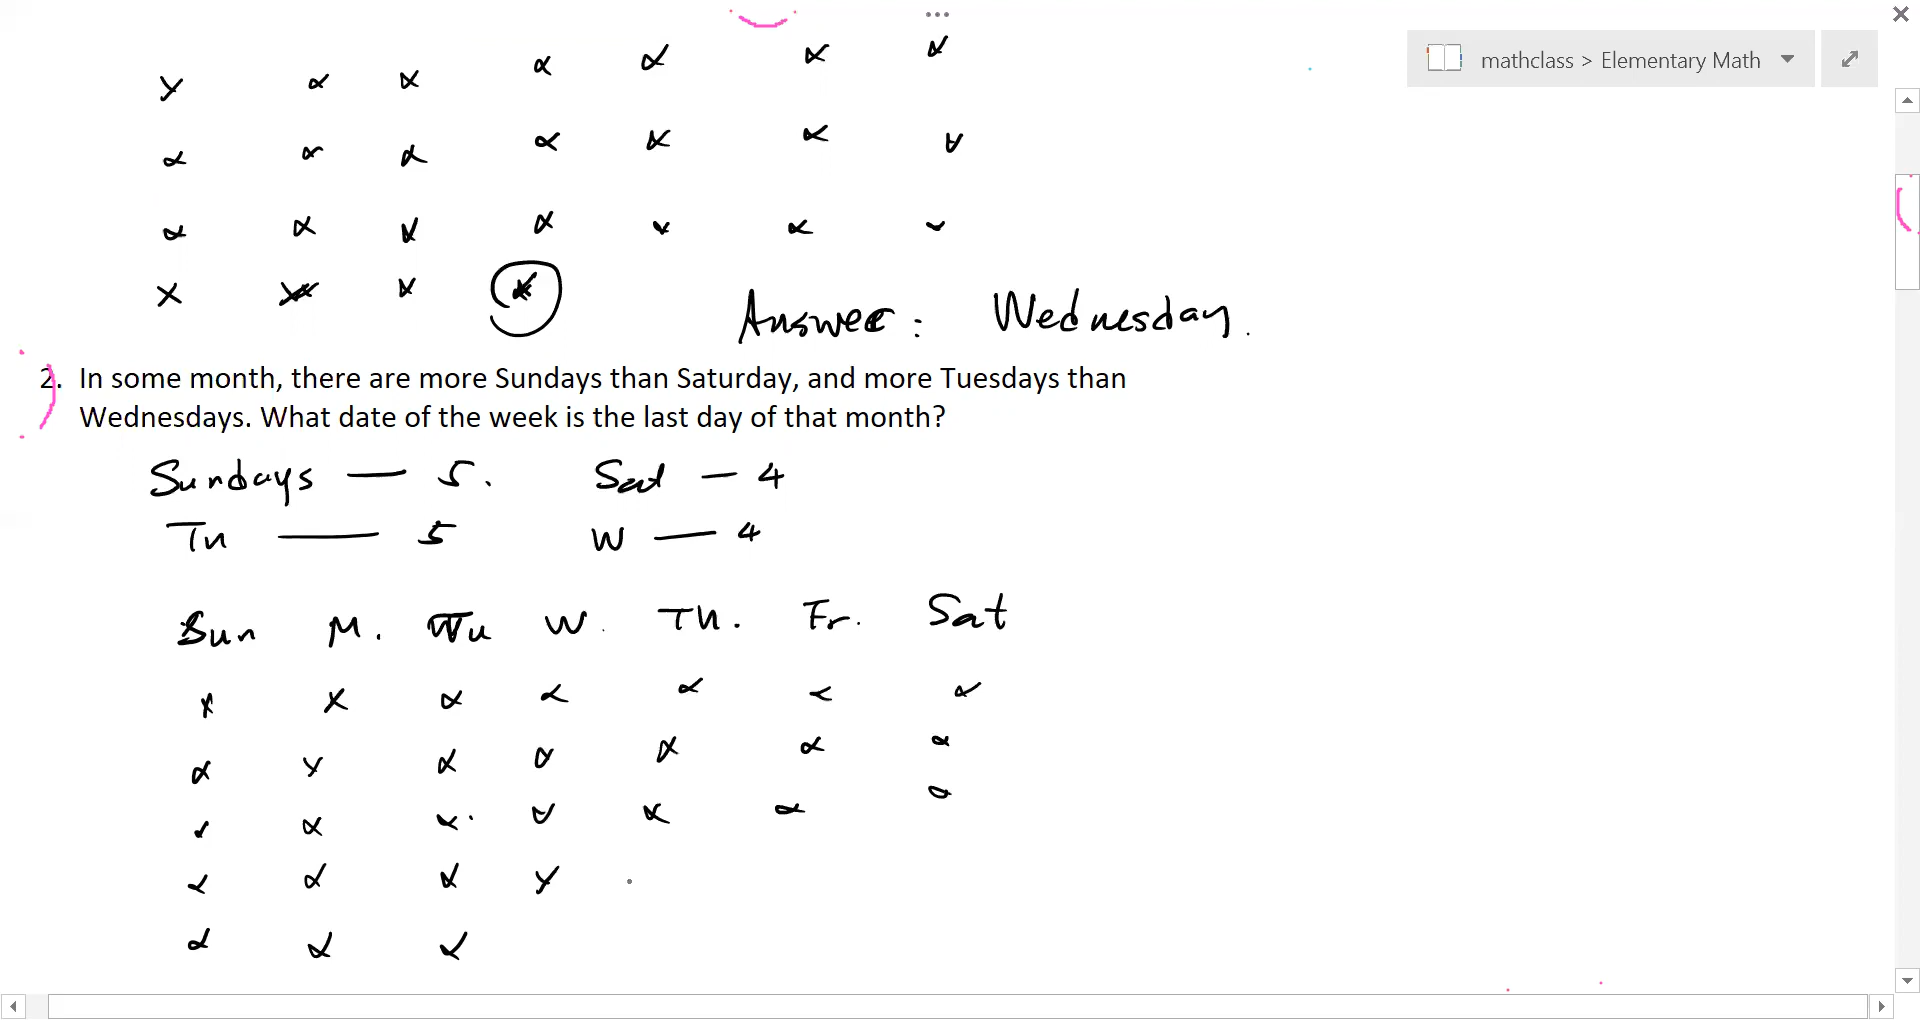 mathclass > Elementary Math
y α α α α α α
α α α α α α α
α α α α α α
x x α α
Answer: Wednesday.
2. In some month, there are more Sundays than Saturday, and more Tuesdays than
Wednesdays. What date of the week is the last day of that month?
Sundays — 5. Sat — 4
Tu — 5 W — 4
Sun M. Tu W. Th. Fr. Sat
x x α α α α α
α y α α α α α
α α α α α α α
α α α y
α α α